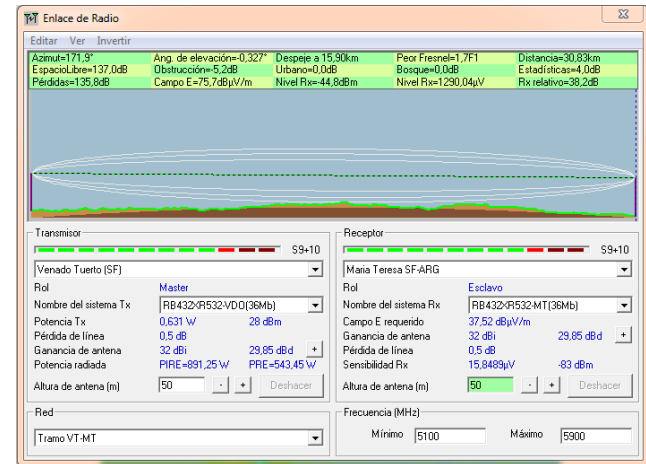 Enlace de Radio
Editar Ver Invertir
Azimut=171,9° Ang. de elevación=-0,327° Despeje a 15,90km Peor Fresnel=1,7F1 Distancia=30,83km
EspacioLibre=137,0dB Obstrucción=-5,2dB Urbano=0,0dB Bosque=0,0dB Estadísticas=4,0dB
Pérdidas=135,8dB Campo E=75,7dBµV/m Nivel Rx=-44,8dBm Nivel Rx=1290,04µV Rx relativo=38,2dB
Transmisor
S9+10
Venado Tuerto (SF)
Rol Master
Nombre del sistema Tx RB432XR532-VDO(36Mb)
Potencia Tx 0,631 W 28 dBm
Pérdida de línea 0,5 dB
Ganancia de antena 32 dBi 29,85 dBd +
Potencia radiada PIRE=891,25 W PRE=543,45 W
Altura de antena (m) 50 - + Deshacer
Red
Tramo VT-MT
Receptor
S9+10
Maria Teresa SF-ARG
Rol Esclavo
Nombre del sistema Rx RB432XR532-MT(36Mb)
Campo E requerido 37,52 dBµV/m
Ganancia de antena 32 dBi 29,85 dBd +
Pérdida de línea 0,5 dB
Sensibilidad Rx 15,8489µV -83 dBm
Altura de antena (m) 50 - + Deshacer
Frecuencia (MHz)
Mínimo 5100 Máximo 5900